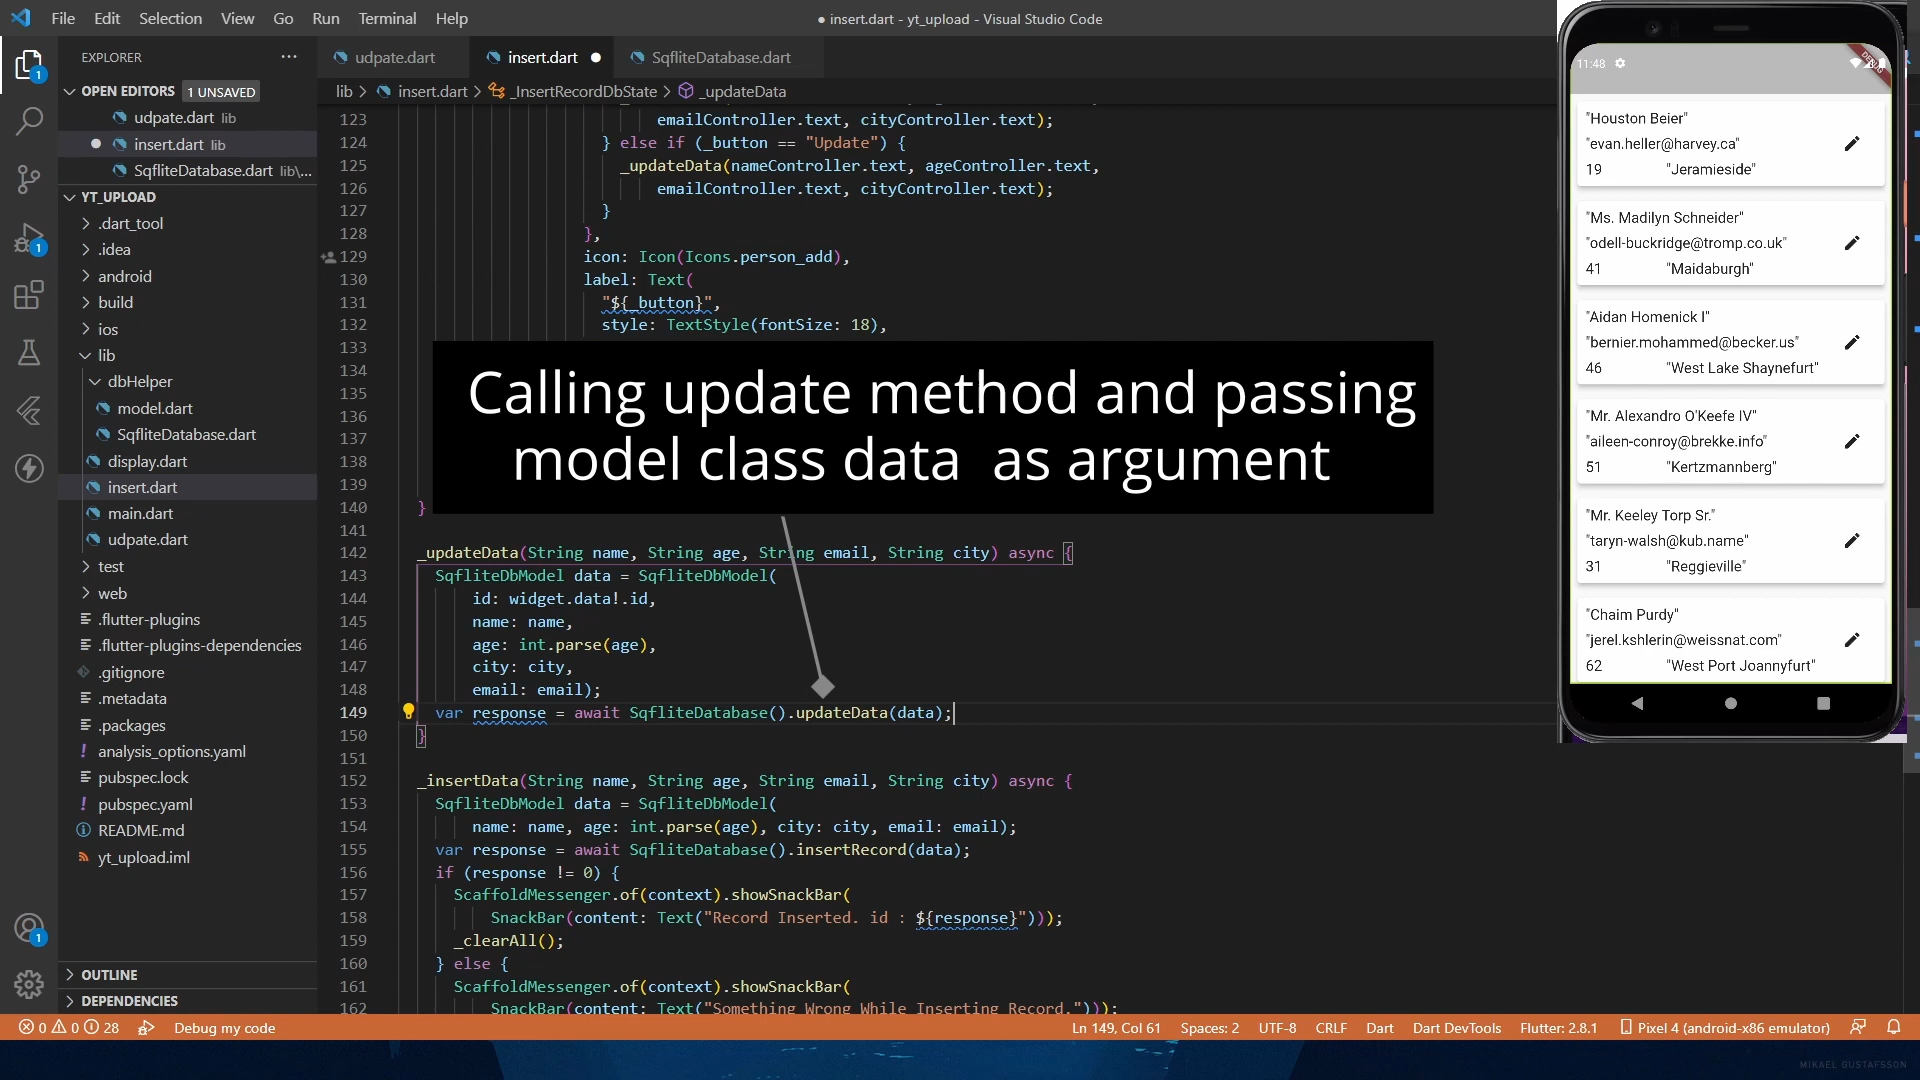 File Edit Selection View Go Run Terminal Help
● insert.dart - yt_upload - Visual Studio Code
EXPLORER
OPEN EDITORS 1 UNSAVED
udpate.dart lib
insert.dart lib
SqfliteDatabase.dart lib\...
YT_UPLOAD
.dart_tool
.idea
android
build
ios
lib
dbHelper
model.dart
SqfliteDatabase.dart
display.dart
insert.dart
main.dart
udpate.dart
test
web
.flutter-plugins
.flutter-plugins-dependencies
.gitignore
.metadata
.packages
analysis_options.yaml
pubspec.lock
pubspec.yaml
README.md
yt_upload.iml
OUTLINE
DEPENDENCIES
1
1
1
udpate.dart insert.dart SqfliteDatabase.dart
lib > insert.dart > _InsertRecordDbState > _updateData
123 emailController.text, cityController.text);
124 } else if (_button == "Update") {
125 _updateData(nameController.text, ageController.text,
126 emailController.text, cityController.text);
127 }
128 },
129 icon: Icon(Icons.person_add),
130 label: Text(
131 "${_button}",
132 style: TextStyle(fontSize: 18),
133
134
135
136
137
138
139
140 }
141
142 _updateData(String name, String age, String email, String city) async {
143 SqfliteDbModel data = SqfliteDbModel(
144 id: widget.data!.id,
145 name: name,
146 age: int.parse(age),
147 city: city,
148 email: email);
149 var response = await SqfliteDatabase().updateData(data);
150 }
151
152 _insertData(String name, String age, String email, String city) async {
153 SqfliteDbModel data = SqfliteDbModel(
154 name: name, age: int.parse(age), city: city, email: email);
155 var response = await SqfliteDatabase().insertRecord(data);
156 if (response != 0) {
157 ScaffoldMessenger.of(context).showSnackBar(
158 SnackBar(content: Text("Record Inserted. id : ${response}")));
159 _clearAll();
160 } else {
161 ScaffoldMessenger.of(context).showSnackBar(
162 SnackBar(content: Text("Something Wrong While Inserting Record.")));
Calling update method and passing
model class data as argument
11:48
DEBUG
"Houston Beier"
"evan.heller@harvey.ca"
19 "Jeramieside"
"Ms. Madilyn Schneider"
"odell-buckridge@tromp.co.uk"
41 "Maidaburgh"
"Aidan Homenick I"
"bernier.mohammed@becker.us"
46 "West Lake Shaynefurt"
"Mr. Alexandro O'Keefe IV"
"aileen-conroy@brekke.info"
51 "Kertzmannberg"
"Mr. Keeley Torp Sr."
"taryn-walsh@kub.name"
31 "Reggieville"
"Chaim Purdy"
"jerel.kshlerin@weissnat.com"
62 "West Port Joannyfurt"
0 0 28 Debug my code
Ln 149, Col 61 Spaces: 2 UTF-8 CRLF Dart Dart DevTools Flutter: 2.8.1 Pixel 4 (android-x86 emulator)
MIKAEL GUSTAFSSON